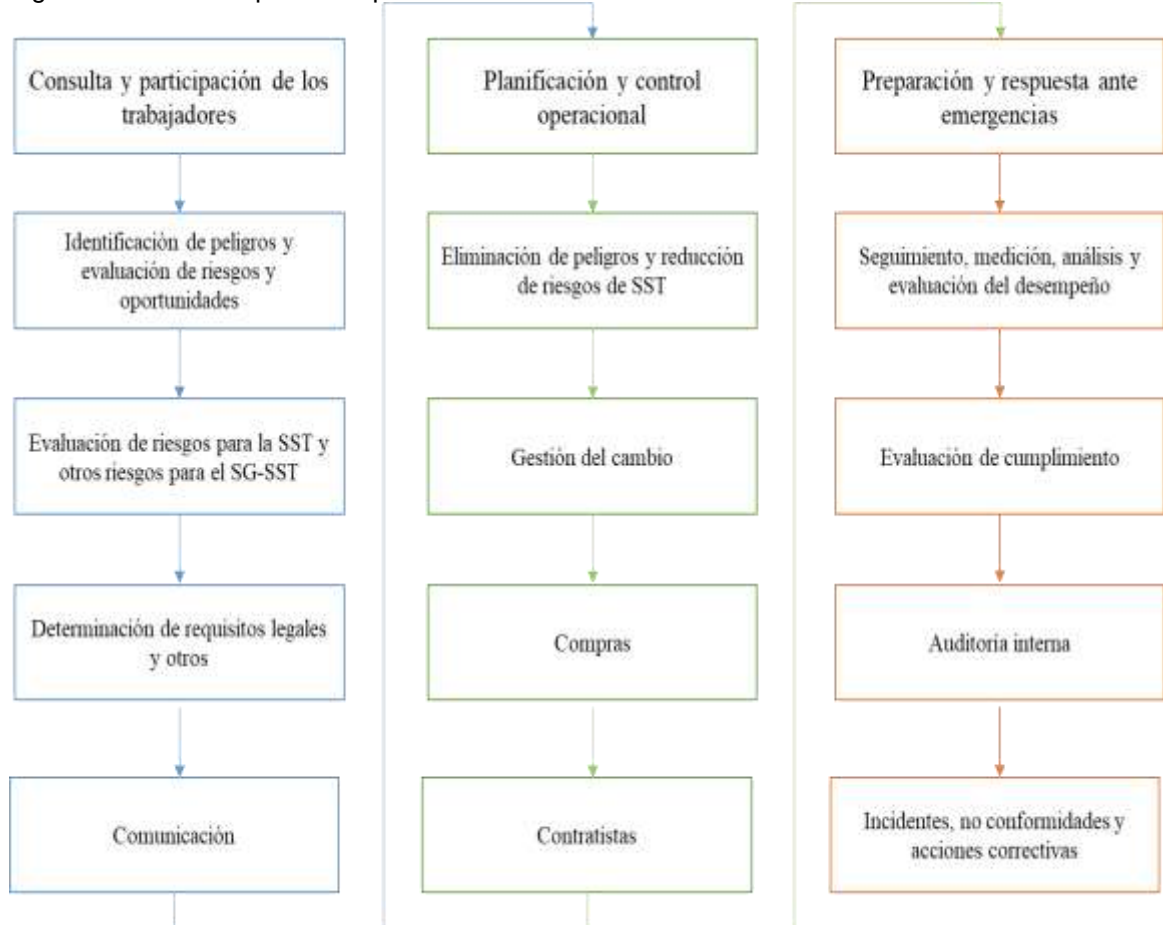 Consulta y participación de los
trabajadores
Identificación de peligros y
evaluación de riesgos y
oportunidades
Evaluación de riesgos para la SST y
otros riesgos para el SG-SST
Determinación de requisitos legales
y otros
Comunicación
Planificación y control
operacional
Eliminación de peligros y reducción
de riesgos de SST
Gestión del cambio
Compras
Contratistas
Preparación y respuesta ante
emergencias
Seguimiento, medición, análisis y
evaluación del desempeño
Evaluación de cumplimiento
Auditoría interna
Incidentes, no conformidades y
acciones correctivas